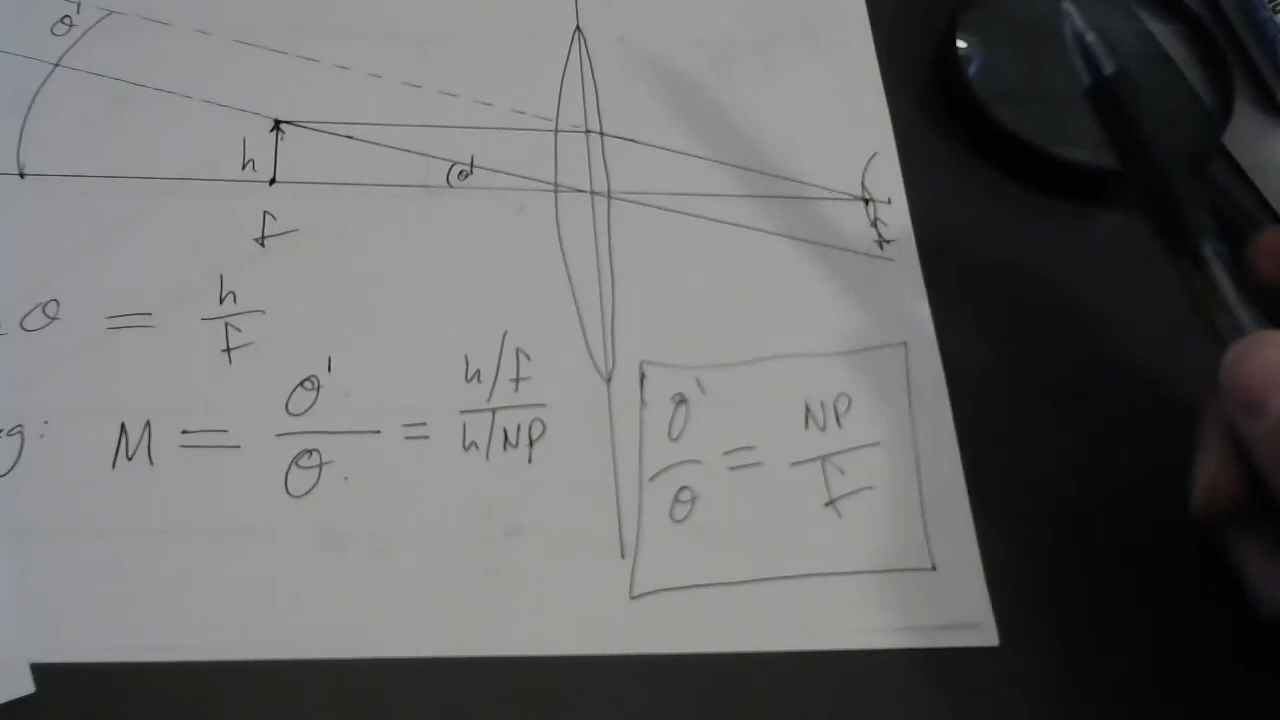 θ'
h
θ'
f
θ = h/f
g: M = θ'/θ = (h/f)/(h/NP)
θ'/θ = NP/f